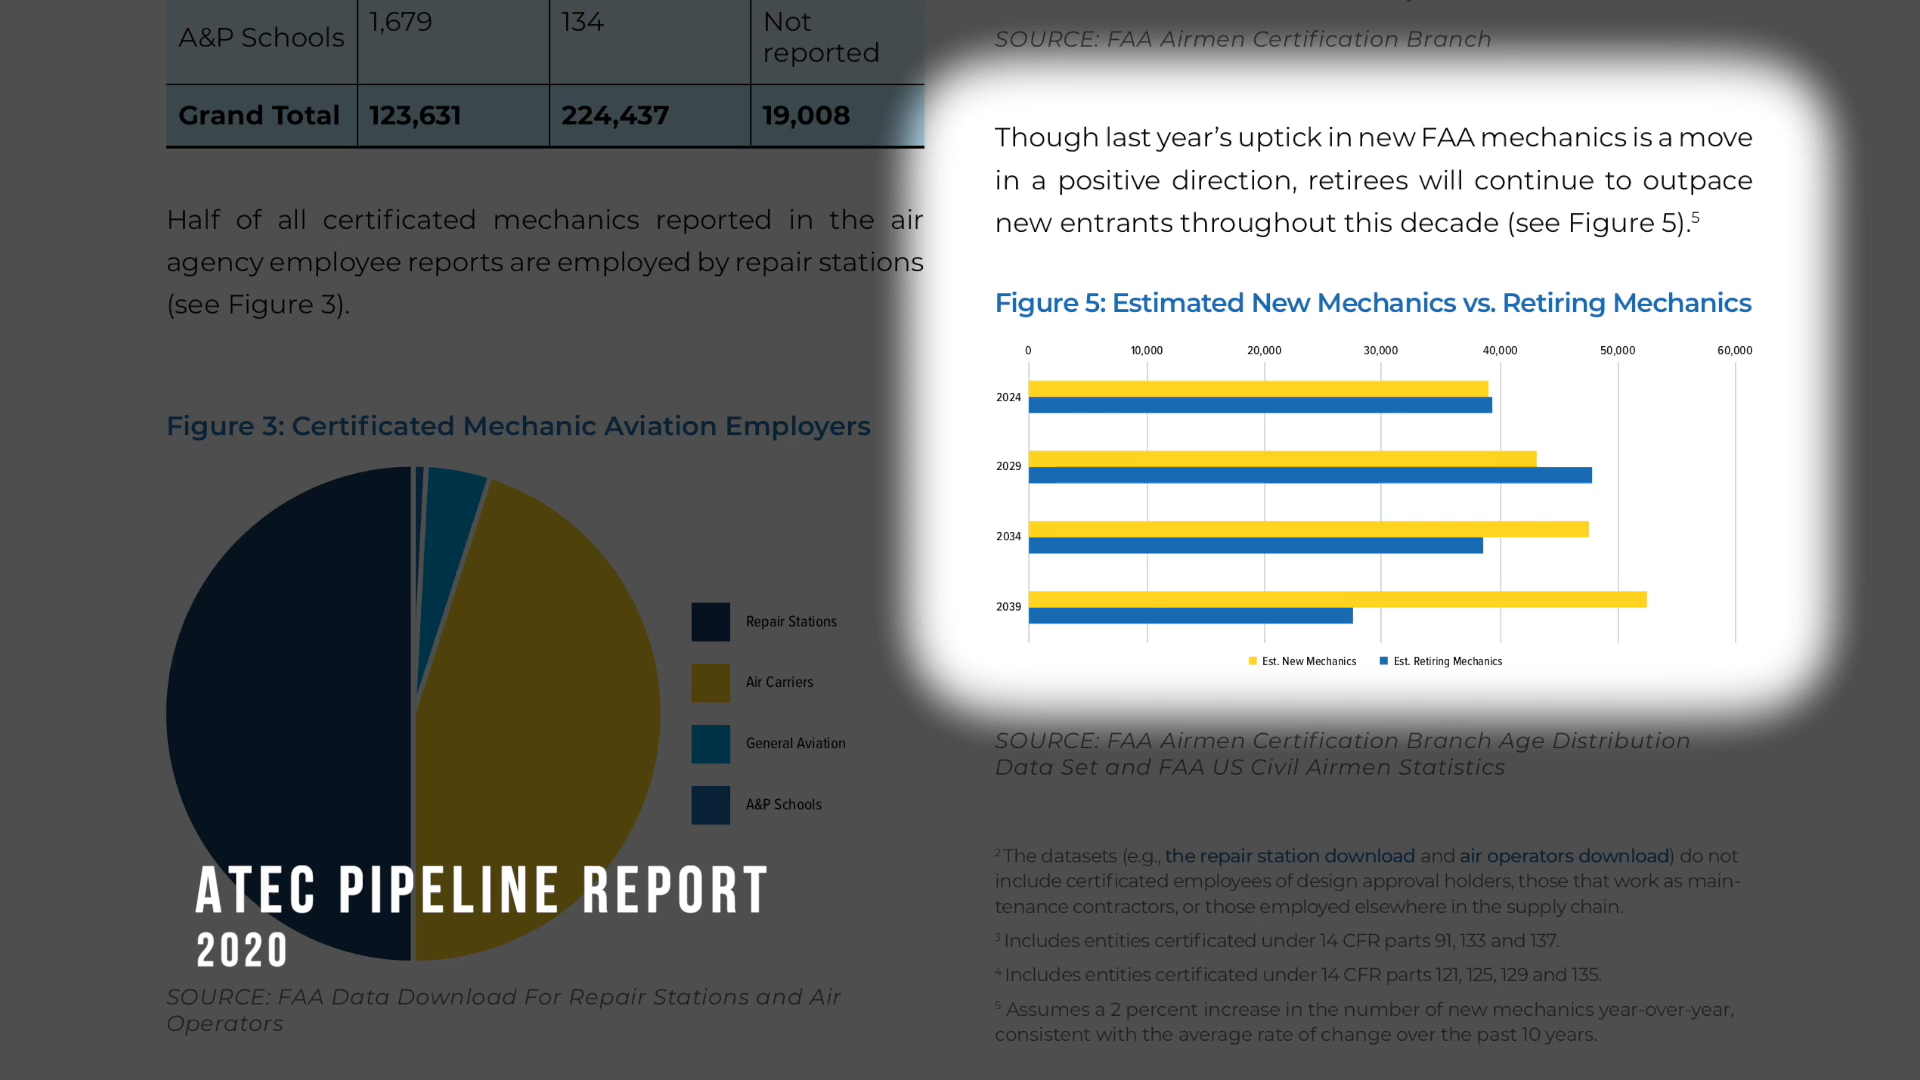 A&P Schools 1,679 134 Not
reported
Grand Total 123,631 224,437 19,008
Half of all certificated mechanics reported in the air
agency employee reports are employed by repair stations
(see Figure 3).
Figure 3: Certificated Mechanic Aviation Employers
Repair Stations
Air Carriers
General Aviation
A&P Schools
ATEC PIPELINE REPORT
2020
SOURCE: FAA Data Download For Repair Stations and Air
Operators
SOURCE: FAA Airmen Certification Branch
Though last year’s uptick in new FAA mechanics is a move
in a positive direction, retirees will continue to outpace
new entrants throughout this decade (see Figure 5).⁵
Figure 5: Estimated New Mechanics vs. Retiring Mechanics
0 10,000 20,000 30,000 40,000 50,000 60,000
2024
2029
2034
2039
Est. New Mechanics Est. Retiring Mechanics
SOURCE: FAA Airmen Certification Branch Age Distribution
Data Set and FAA US Civil Airmen Statistics
² The datasets (e.g., the repair station download and air operators download) do not
include certificated employees of design approval holders, those that work as main-
tenance contractors, or those employed elsewhere in the supply chain.
³ Includes entities certificated under 14 CFR parts 91, 133 and 137.
⁴ Includes entities certificated under 14 CFR parts 121, 125, 129 and 135.
⁵ Assumes a 2 percent increase in the number of new mechanics year-over-year,
consistent with the average rate of change over the past 10 years.